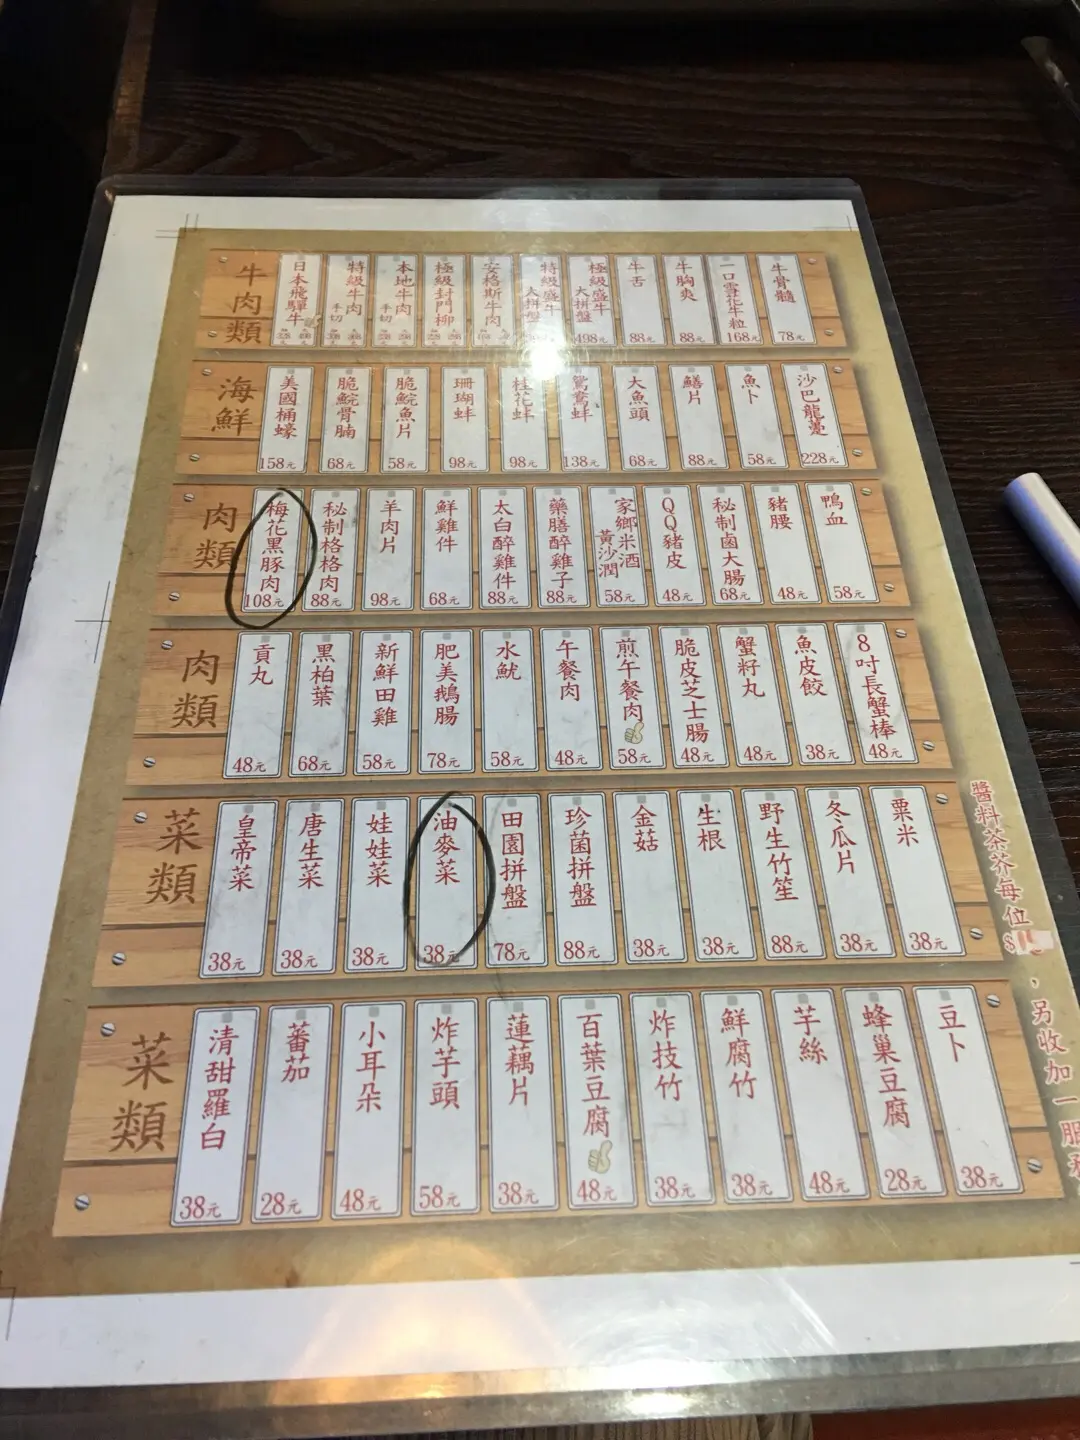 牛肉類
日本飛驒牛
特級牛肉 手切
本地牛肉 手切
極級封門柳
安格斯牛肉
特級盛牛 大拼盤
極級盛牛 大拼盤 498元
牛舌 88元
牛胸爽 88元
一口雪花牛粒 168元
牛骨髓 78元
海鮮
美國桶蠔 158元
脆鯇骨腩 68元
脆鯇魚片 58元
珊瑚蚌 98元
桂花蚌 98元
鴛鴦蚌 138元
大魚頭 68元
鱔片 88元
魚卜 58元
沙巴龍躉 228元
肉類
梅花黑豚肉 108元
秘制格格肉 88元
羊肉片 98元
鮮雞件 68元
太白醉雞件 88元
藥膳醉雞子 88元
家鄉米酒黃沙潤 58元
QQ豬皮 48元
秘制鹵大腸 68元
豬腰 48元
鴨血 58元
肉類
貢丸 48元
黑柏葉 68元
新鮮田雞 58元
肥美鵝腸 78元
水魷 58元
午餐肉 48元
煎午餐肉 58元
脆皮芝士腸 48元
蟹籽丸 48元
魚皮餃 38元
8吋長蟹棒 48元
菜類
皇帝菜 38元
唐生菜 38元
娃娃菜 38元
油麥菜 38元
田園拼盤 78元
珍菌拼盤 88元
金菇 38元
生根 38元
野生竹笙 88元
冬瓜片 38元
粟米 38元
菜類
清甜羅白 38元
蕃茄 28元
小耳朵 48元
炸芋頭 58元
蓮藕片 38元
百葉豆腐 48元
炸技竹 38元
鮮腐竹 38元
芋絲 48元
蜂巢豆腐 28元
豆卜 38元
醬料茶芥每位$ ，另收加一服